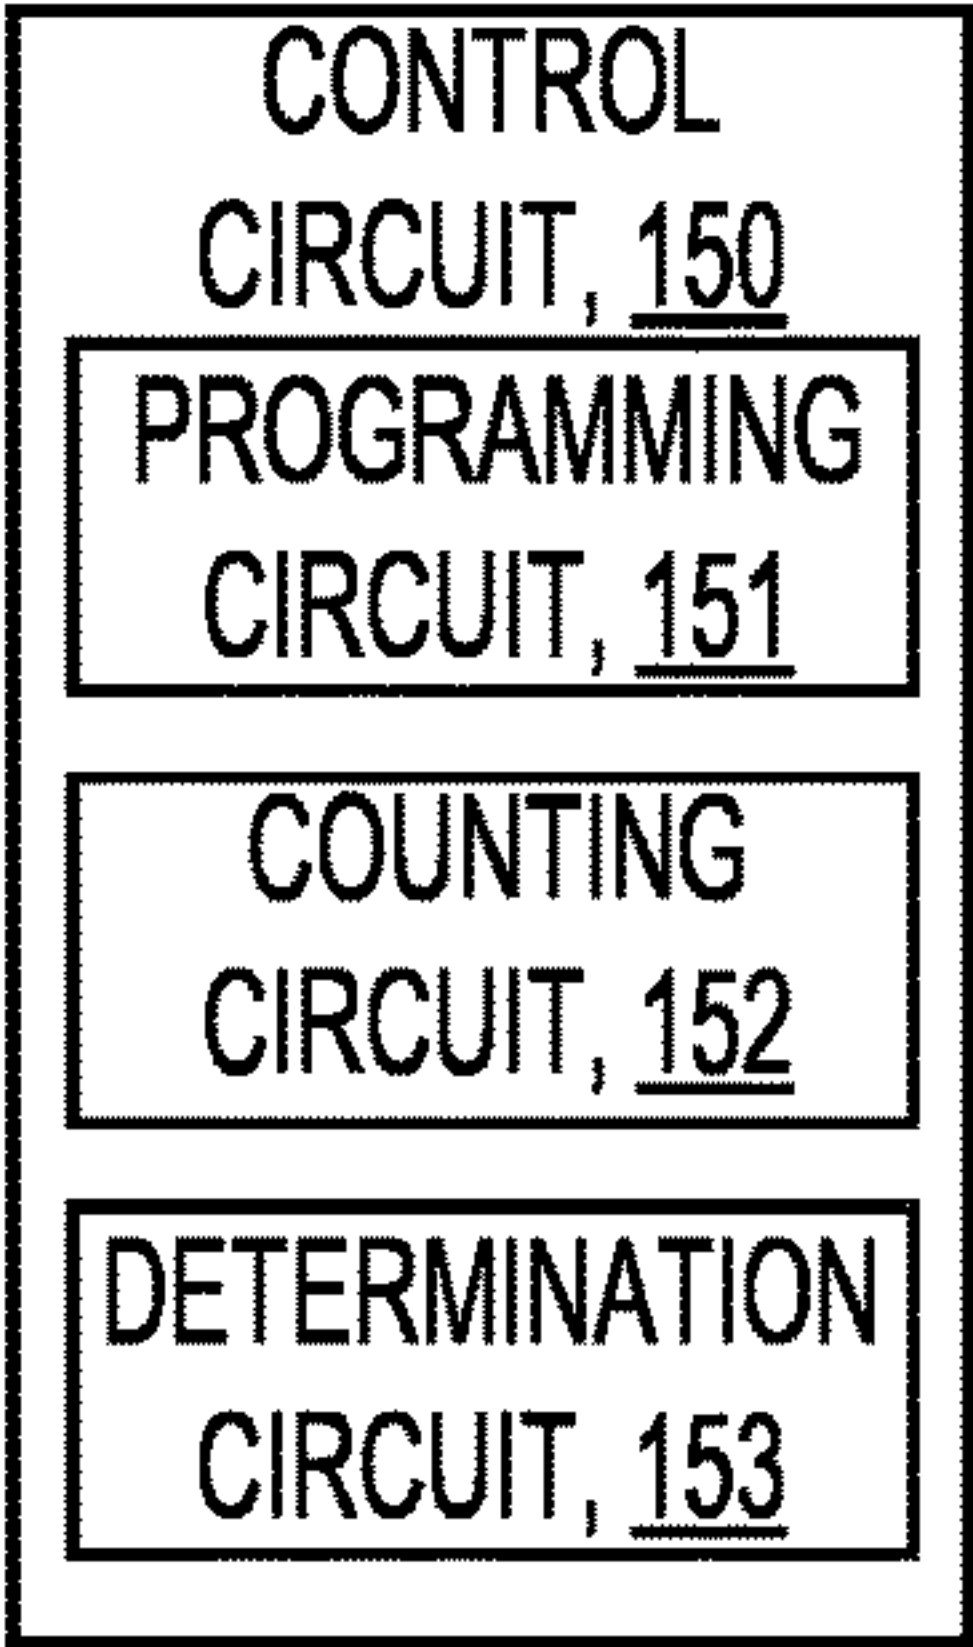 CONTROL
CIRCUIT, 150
PROGRAMMING
CIRCUIT, 151
COUNTING
CIRCUIT, 152
DETERMINATION
CIRCUIT, 153